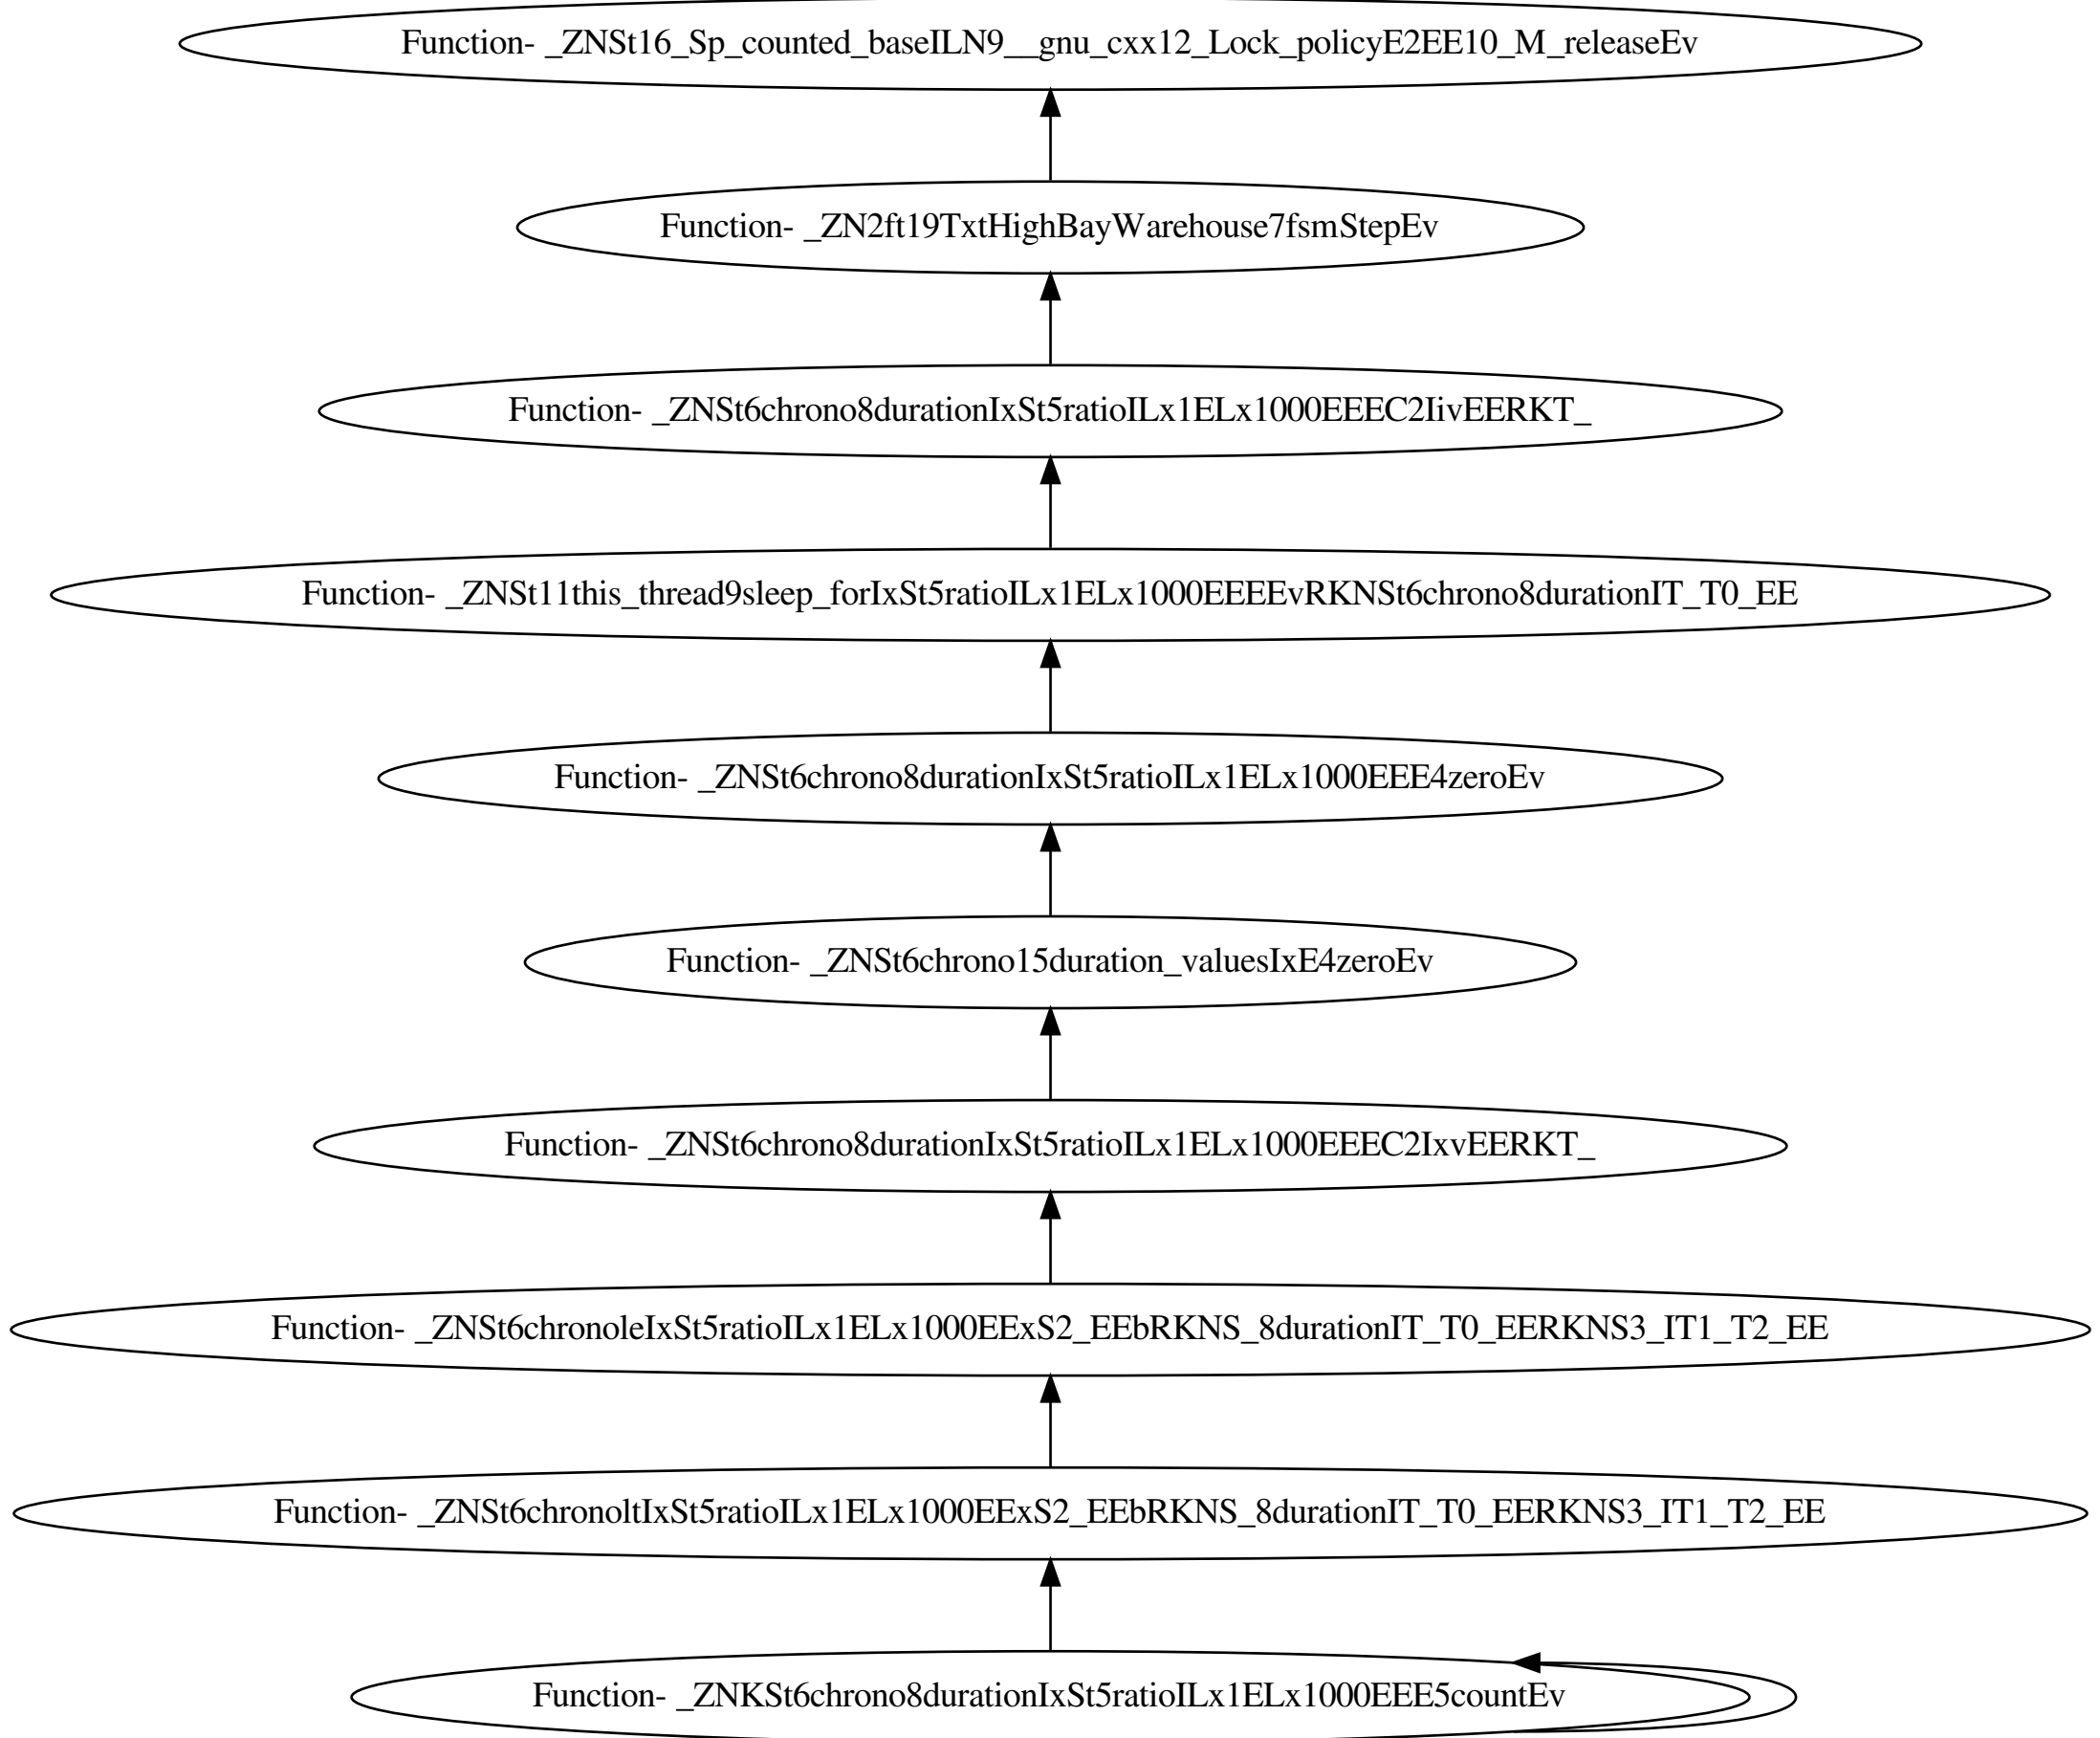 Function- _ZNSt16_Sp_counted_baseILN9__gnu_cxx12_Lock_policyE2EE10_M_releaseEv
Function- _ZN2ft19TxtHighBayWarehouse7fsmStepEv
Function- _ZNSt6chrono8durationIxSt5ratioILx1ELx1000EEEC2IivEERKT_
Function- _ZNSt11this_thread9sleep_forIxSt5ratioILx1ELx1000EEEEvRKNSt6chrono8durationIT_T0_EE
Function- _ZNSt6chrono8durationIxSt5ratioILx1ELx1000EEE4zeroEv
Function- _ZNSt6chrono15duration_valuesIxE4zeroEv
Function- _ZNSt6chrono8durationIxSt5ratioILx1ELx1000EEEC2IxvEERKT_
Function- _ZNSt6chronoleIxSt5ratioILx1ELx1000EExS2_EEbRKNS_8durationIT_T0_EERKNS3_IT1_T2_EE
Function- _ZNSt6chronoltIxSt5ratioILx1ELx1000EExS2_EEbRKNS_8durationIT_T0_EERKNS3_IT1_T2_EE
Function- _ZNKSt6chrono8durationIxSt5ratioILx1ELx1000EEE5countEv